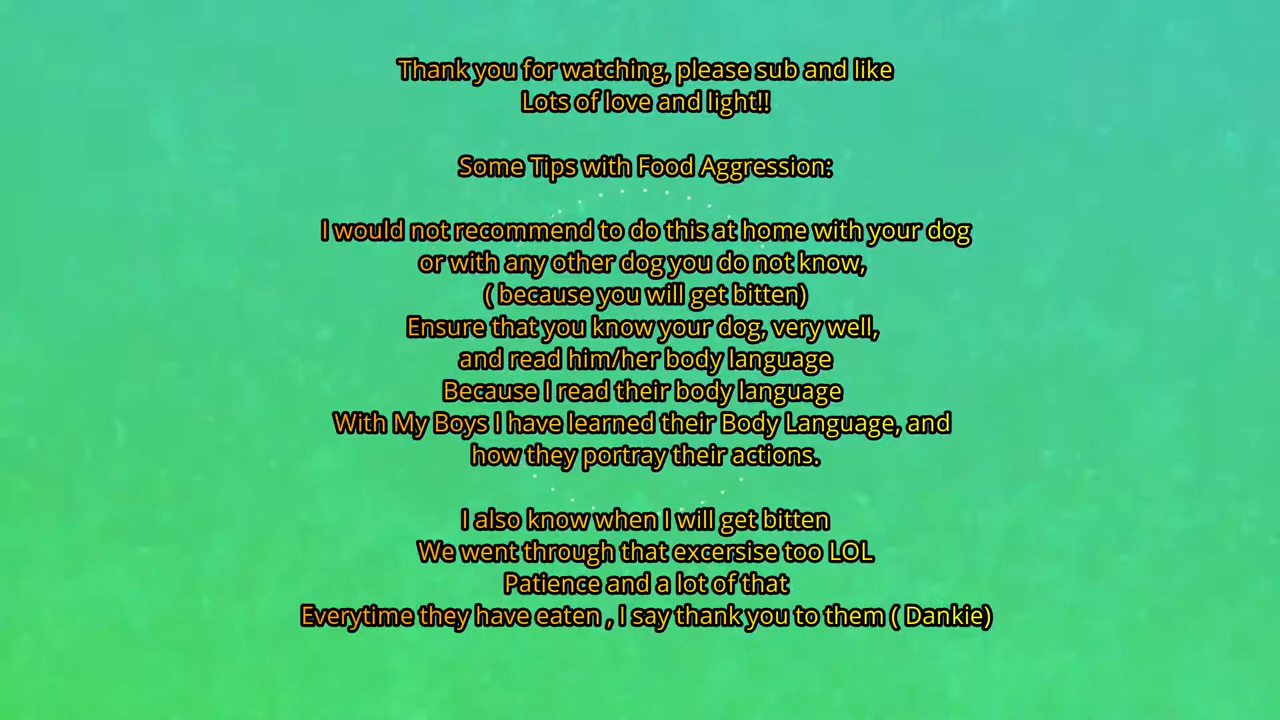 Thank you for watching, please sub and like
Lots of love and light!!
Some Tips with Food Aggression:
I would not recommend to do this at home with your dog
or with any other dog you do not know,
( because you will get bitten)
Ensure that you know your dog, very well,
and read him/her body language
Because I read their body language
With My Boys I have learned their Body Language, and
how they portray their actions.
I also know when I will get bitten
We went through that excersise too LOL
Patience and a lot of that
Everytime they have eaten , I say thank you to them ( Dankie)